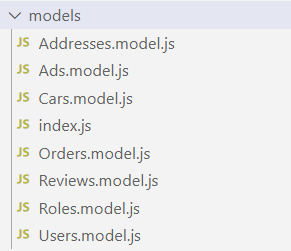 models
JS Addresses.model.js
JS Ads.model.js
JS Cars.model.js
JS index.js
JS Orders.model.js
JS Reviews.model.js
JS Roles.model.js
JS Users.model.js